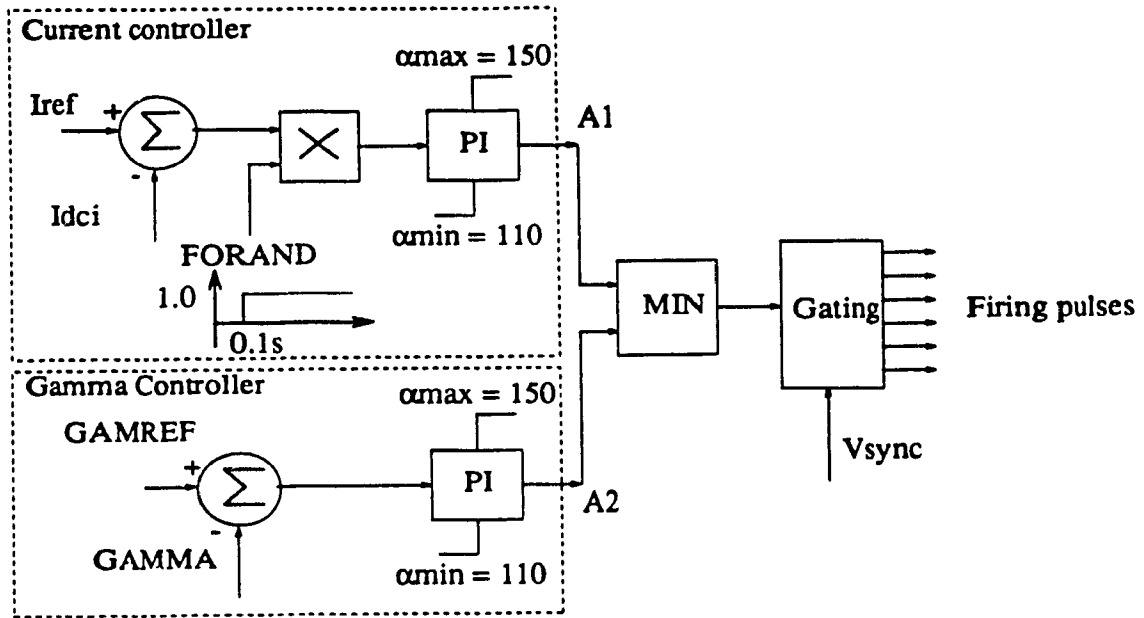 Current controller
αmax = 150
Iref
+
Σ
-
PI
A1
Idci
αmin = 110
FORAND
1.0
0.1s
MIN
Gating
Firing pulses
Vsync
Gamma Controller
αmax = 150
GAMREF
+
Σ
-
PI
A2
GAMMA
αmin = 110